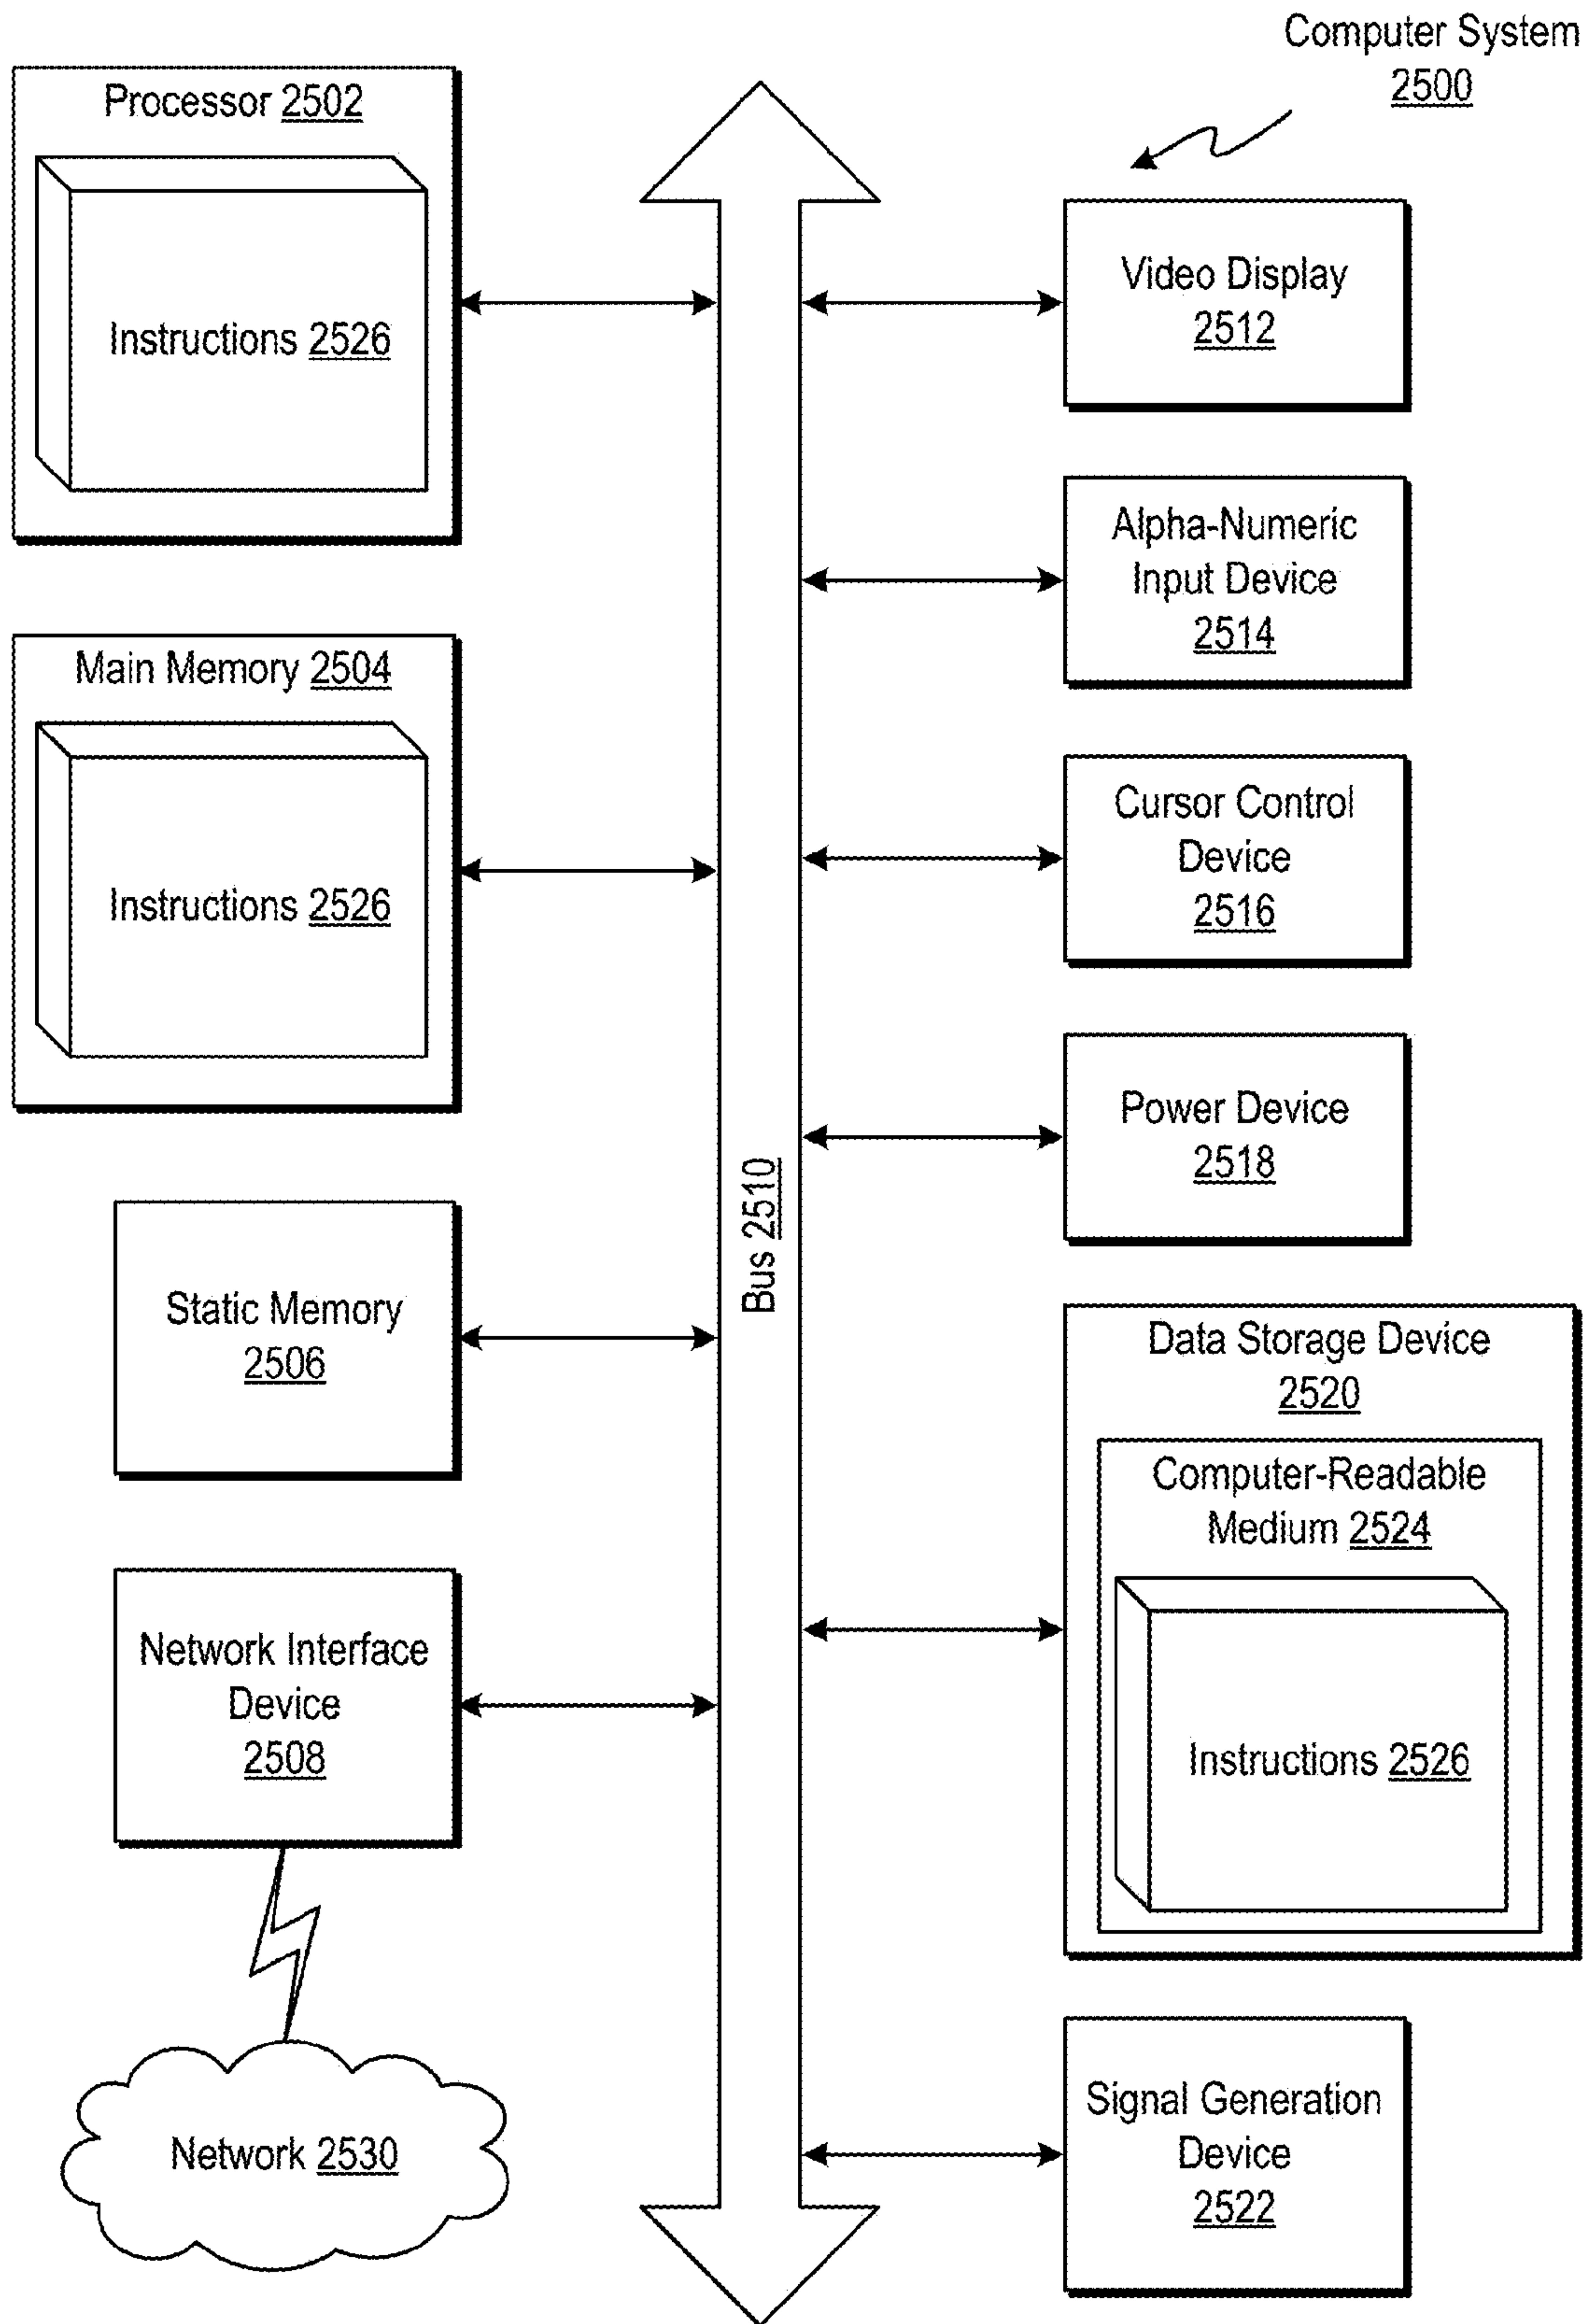 Computer System
2500
Processor 2502
Instructions 2526
Main Memory 2504
Instructions 2526
Static Memory
2506
Network Interface
Device
2508
Network 2530
Bus 2510
Video Display
2512
Alpha-Numeric
Input Device
2514
Cursor Control
Device
2516
Power Device
2518
Data Storage Device
2520
Computer-Readable
Medium 2524
Instructions 2526
Signal Generation
Device
2522